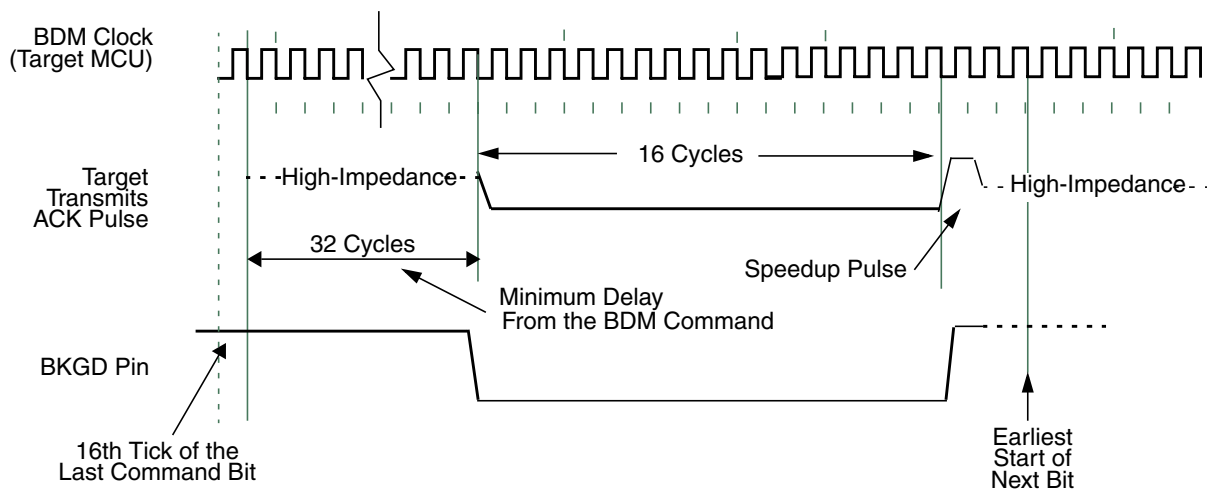 BDM Clock
(Target MCU)
16 Cycles
Target
Transmits
ACK Pulse
High-Impedance
High-Impedance
32 Cycles
Speedup Pulse
Minimum Delay
From the BDM Command
BKGD Pin
16th Tick of the
Last Command Bit
Earliest
Start of
Next Bit